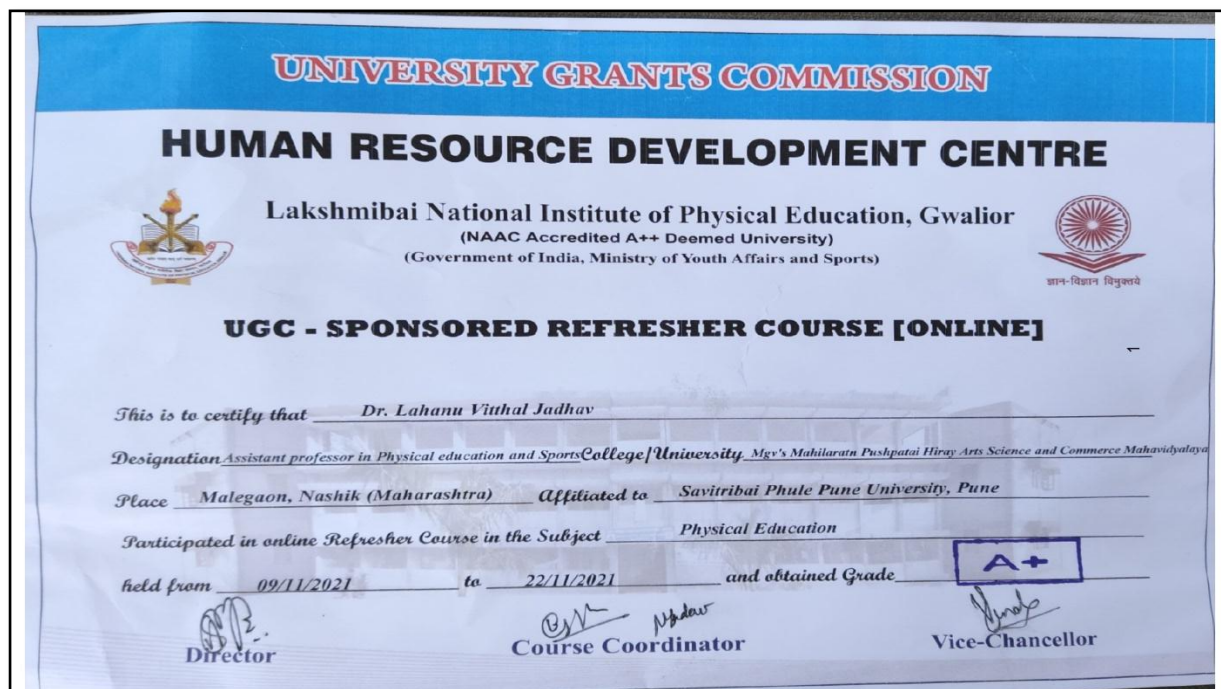 UNIVERSITY GRANTS COMMISSION
HUMAN RESOURCE DEVELOPMENT CENTRE
Lakshmibai National Institute of Physical Education, Gwalior
(NAAC Accredited A++ Deemed University)
(Government of India, Ministry of Youth Affairs and Sports)
ज्ञान-विज्ञान विमुक्तये
UGC - SPONSORED REFRESHER COURSE [ONLINE]
1
This is to certify that Dr. Lahanu Vitthal Jadhav
Designation Assistant professor in Physical education and Sports College/University Mgv's Mahilaratn Pushpatai Hiray Arts Science and Commerce Mahavidyalaya
Place Malegaon, Nashik (Maharashtra) Affiliated to Savitribai Phule Pune University, Pune
Participated in online Refresher Course in the Subject Physical Education
held from 09/11/2021 to 22/11/2021 and obtained Grade A+
Director Course Coordinator Vice-Chancellor